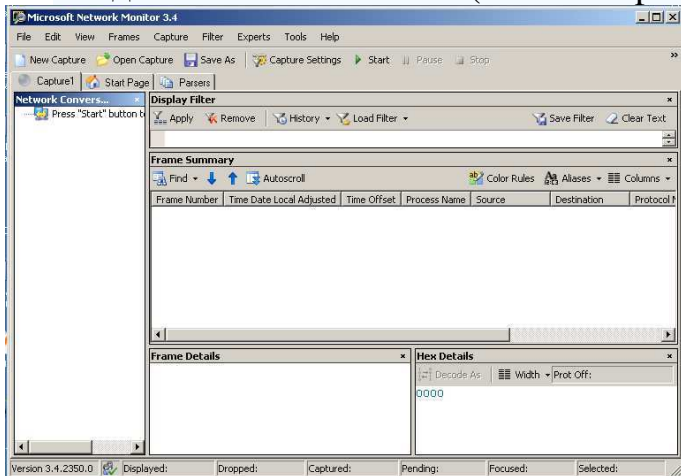 Microsoft Network Monitor 3.4
File Edit View Frames Capture Filter Experts Tools Help
New Capture Open Capture Save As Capture Settings Start Pause Stop »
Capture1 Start Page Parsers
Network Convers...
Press "Start" button t
Display Filter
Apply Remove History Load Filter Save Filter Clear Text
Frame Summary
Find Autoscroll Color Rules Aliases Columns
Frame Number Time Date Local Adjusted Time Offset Process Name Source Destination Protocol N
Frame Details
Hex Details
Decode As Width Prot Off:
0000
Version 3.4.2350.0 Displayed: Dropped: Captured: Pending: Focused: Selected: